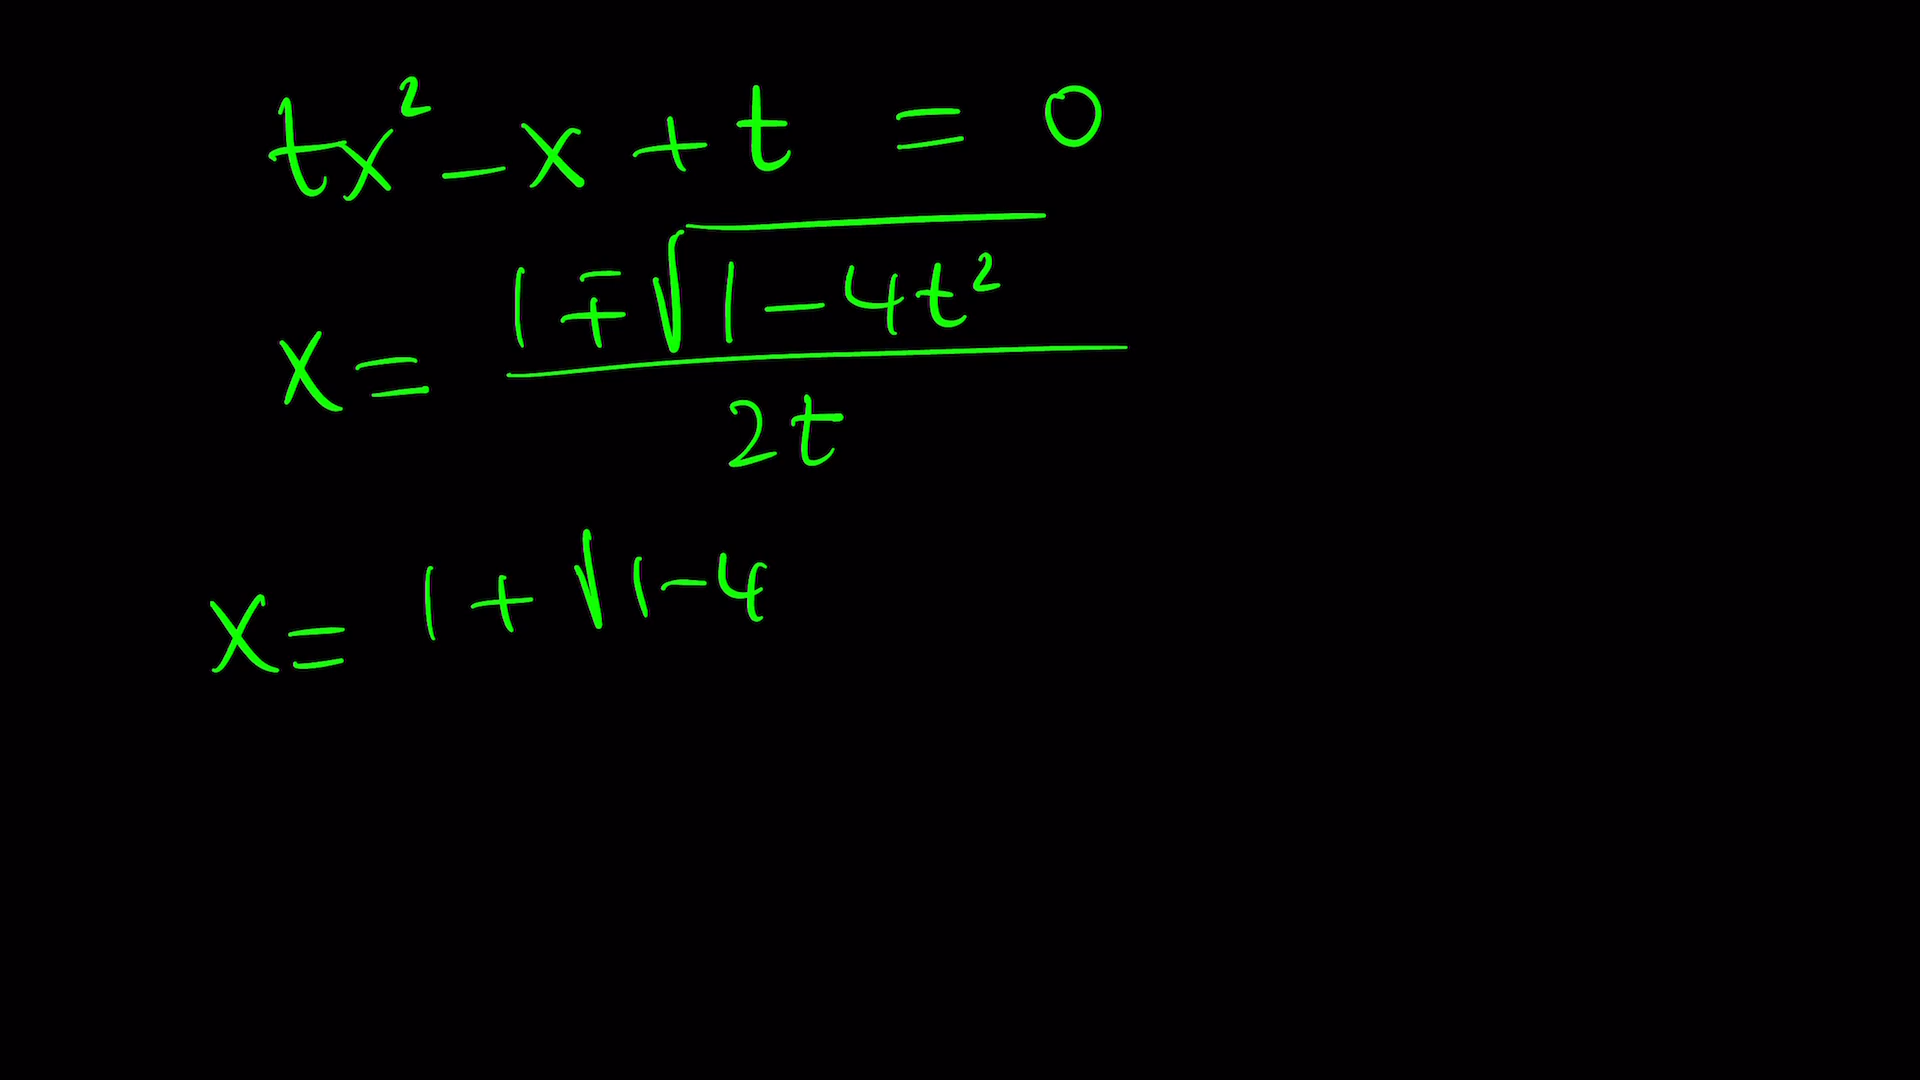 tx² - x + t = 0
x = (1 ∓ √(1 - 4t²)) / 2t
x = 1 + √1-4